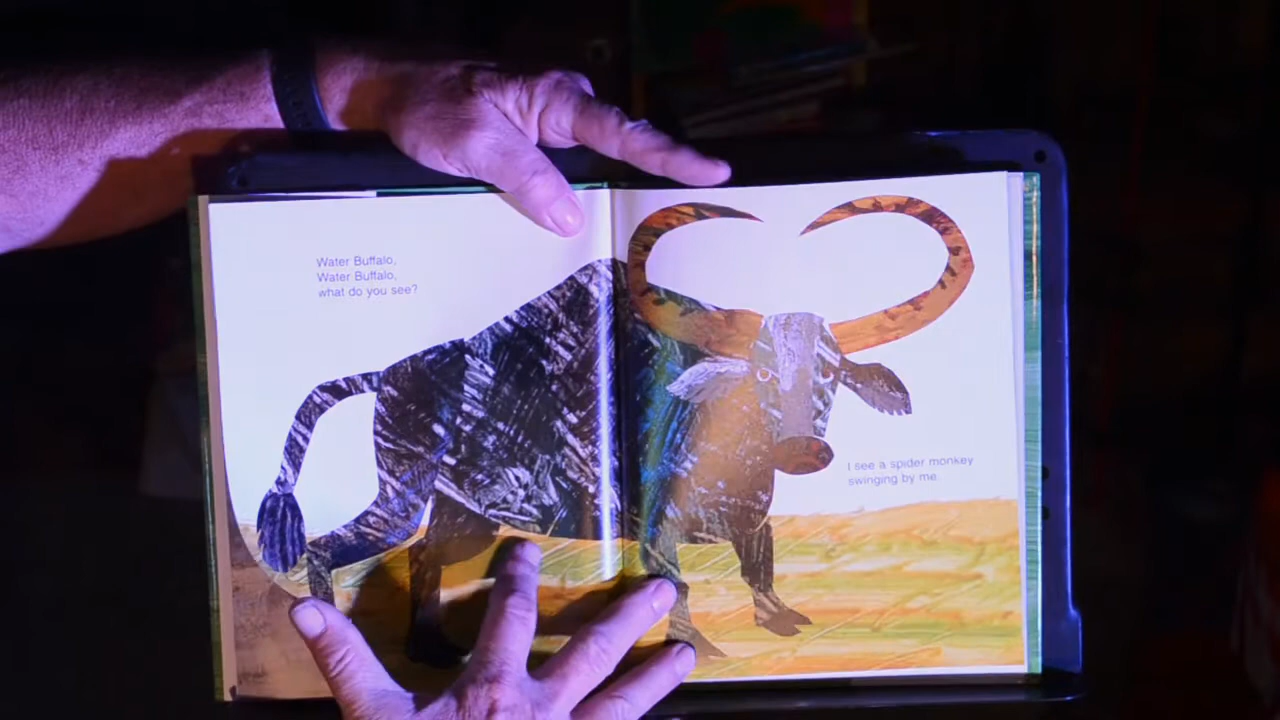 Water Buffalo,
Water Buffalo,
what do you see?
I see a spider monkey
swinging by me.